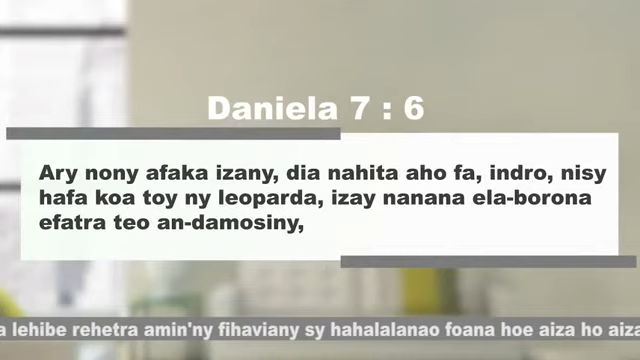 Daniela 7 : 6
Ary nony afaka izany, dia nahita aho fa, indro, nisy
hafa koa toy ny leoparda, izay nanana ela-borona
efatra teo an-damosiny,
a lehibe rehetra amin'ny fihaviany sy hahalalanao foana hoe aiza ho aiza